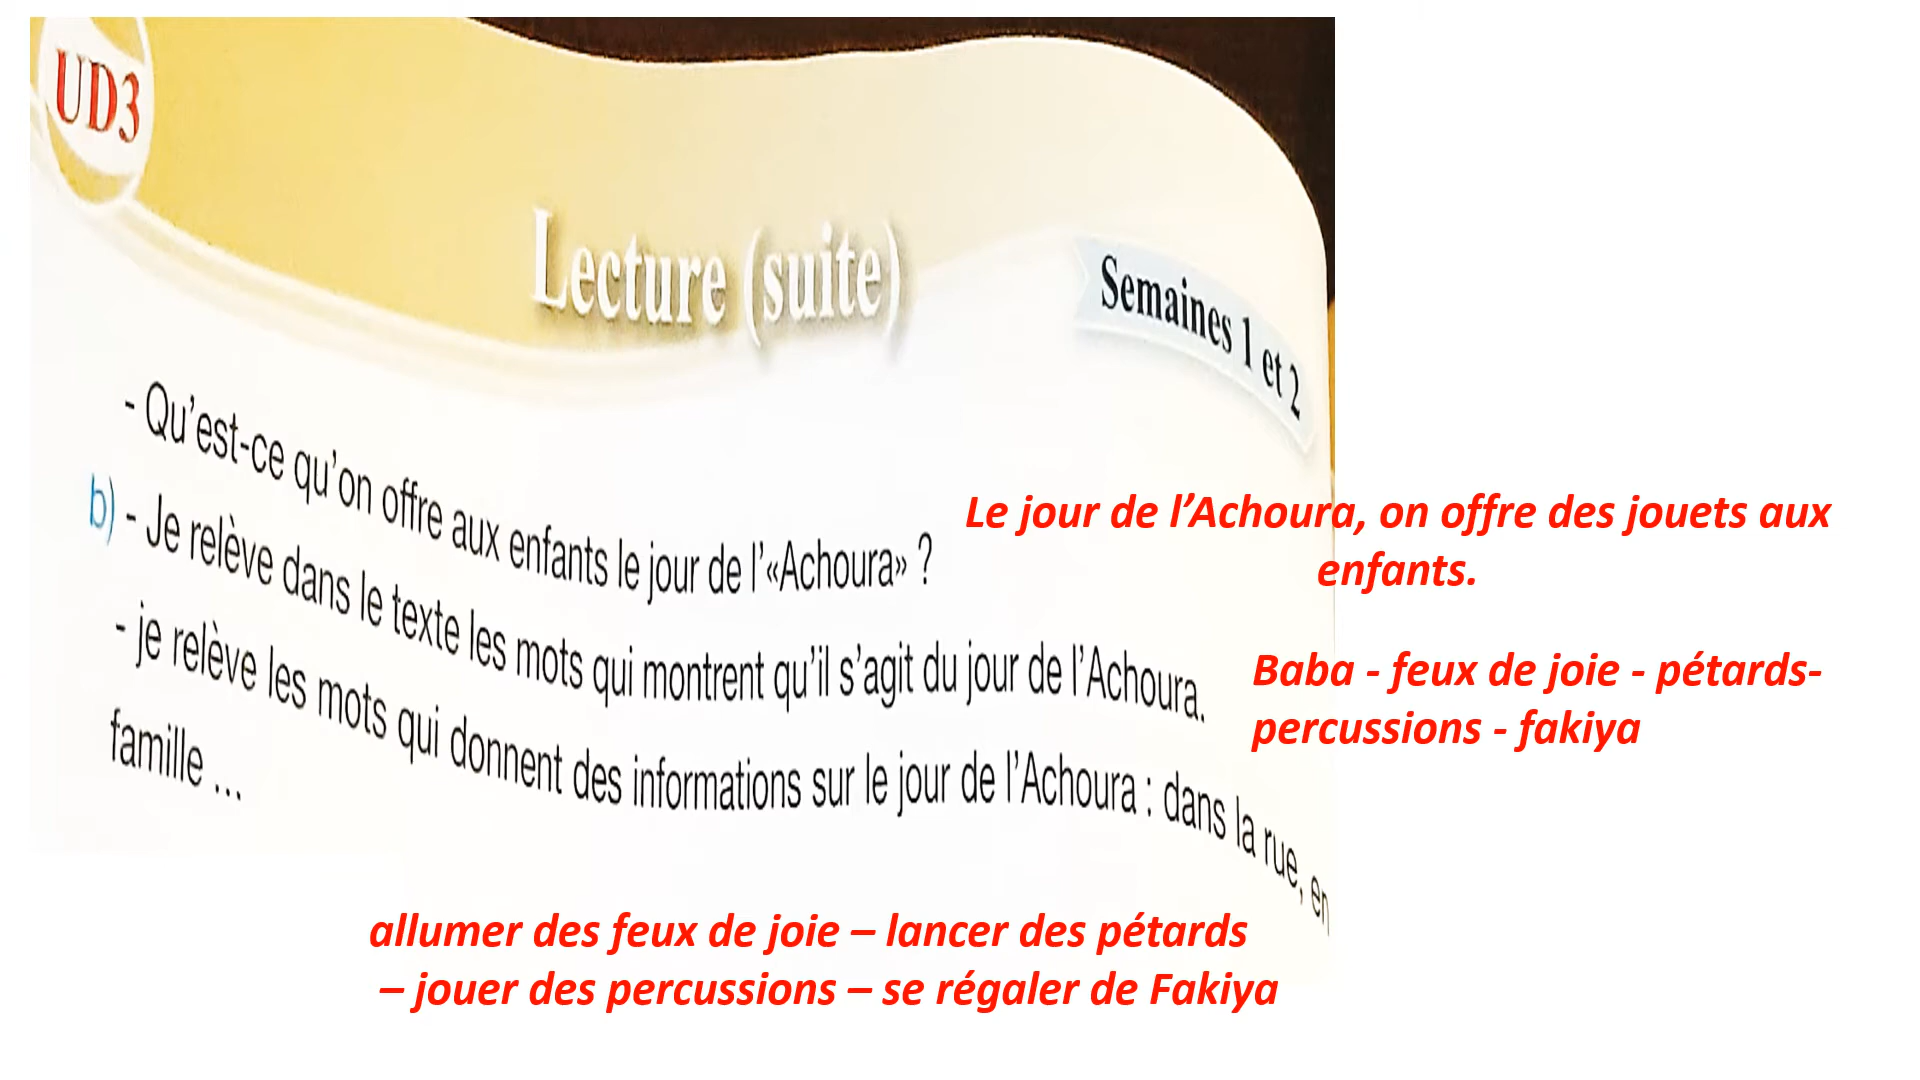 UD3
Lecture (suite)
Semaines 1 et 2
- Qu'est-ce qu'on offre aux enfants le jour de l'«Achoura» ?
Le jour de l'Achoura, on offre des jouets aux
enfants.
b) - Je relève dans le texte les mots qui montrent qu'il s'agit du jour de l'Achoura.
Baba - feux de joie - pétards-
percussions - fakiya
- je relève les mots qui donnent des informations sur le jour de l'Achoura : dans la rue, en
famille ...
allumer des feux de joie – lancer des pétards
– jouer des percussions – se régaler de Fakiya